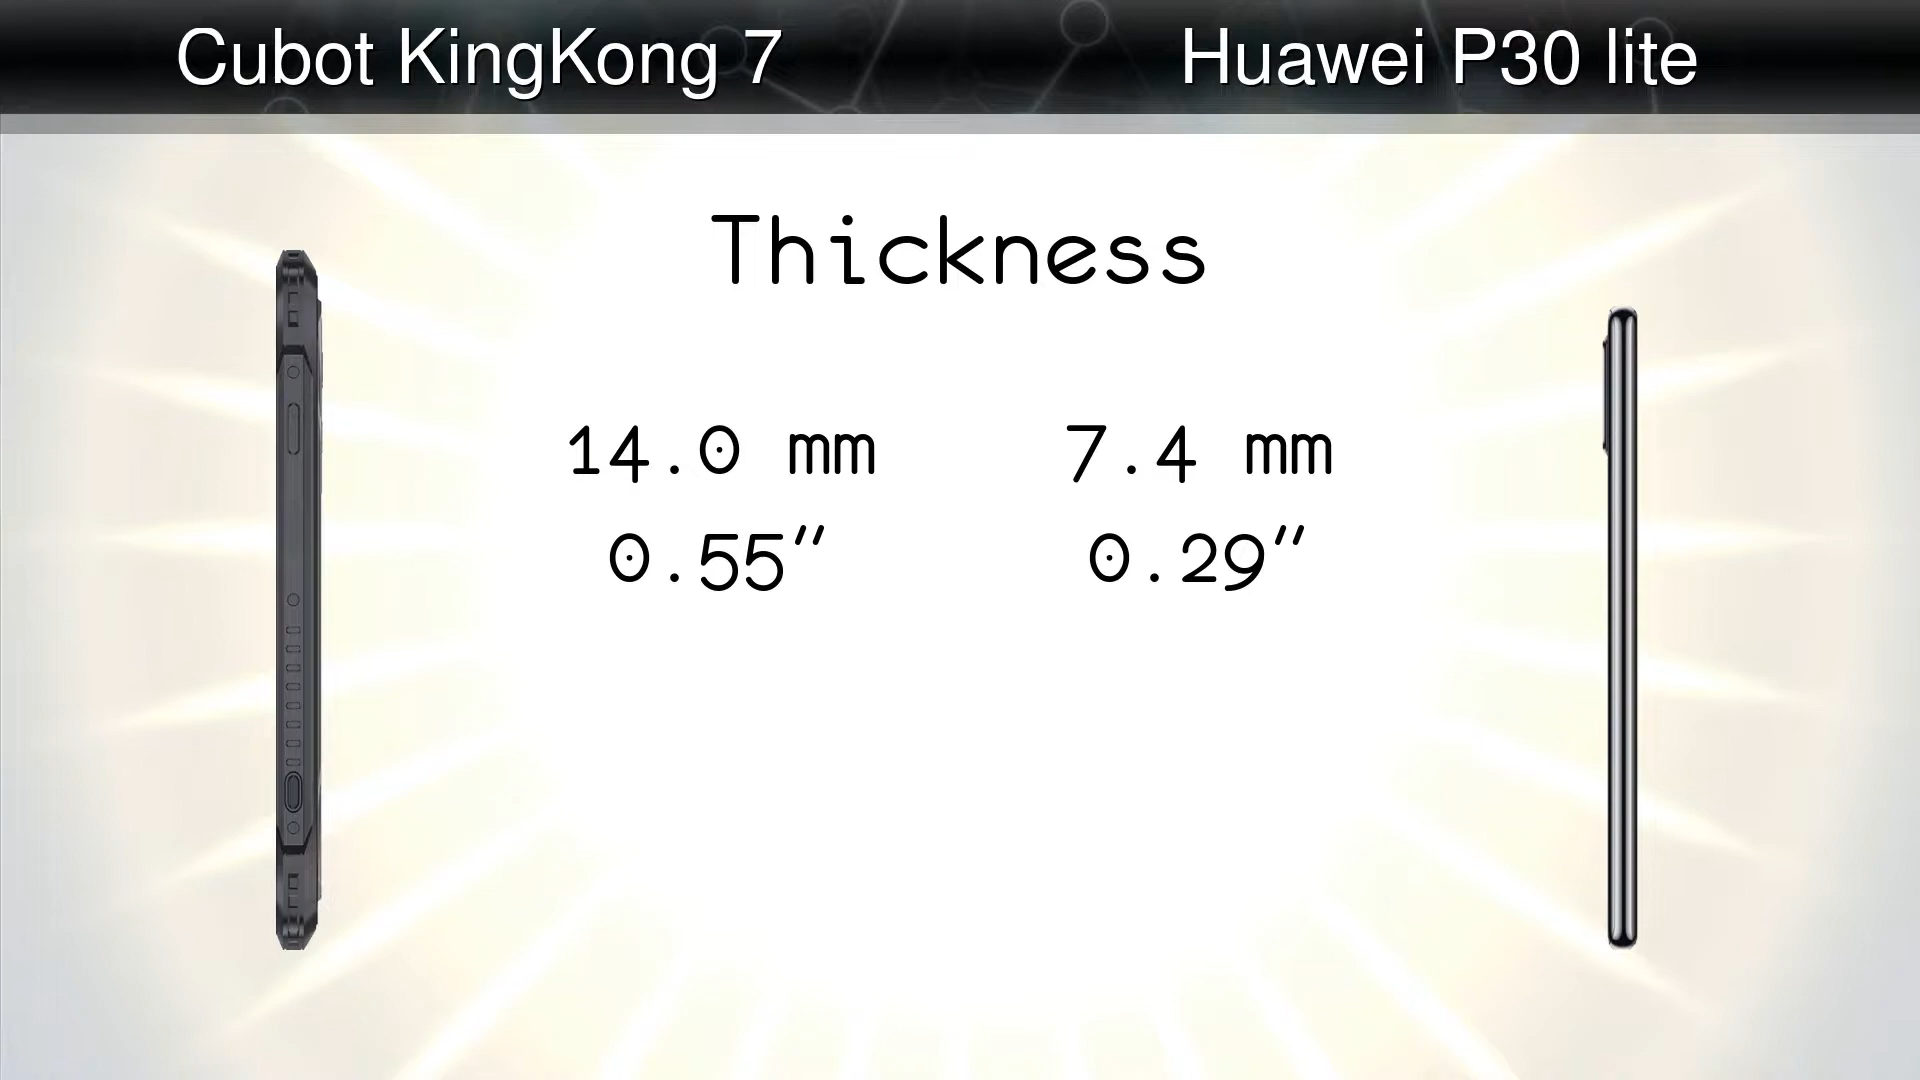 Cubot KingKong 7
Huawei P30 lite
Thickness
14.0 mm
7.4 mm
0.55"
0.29"